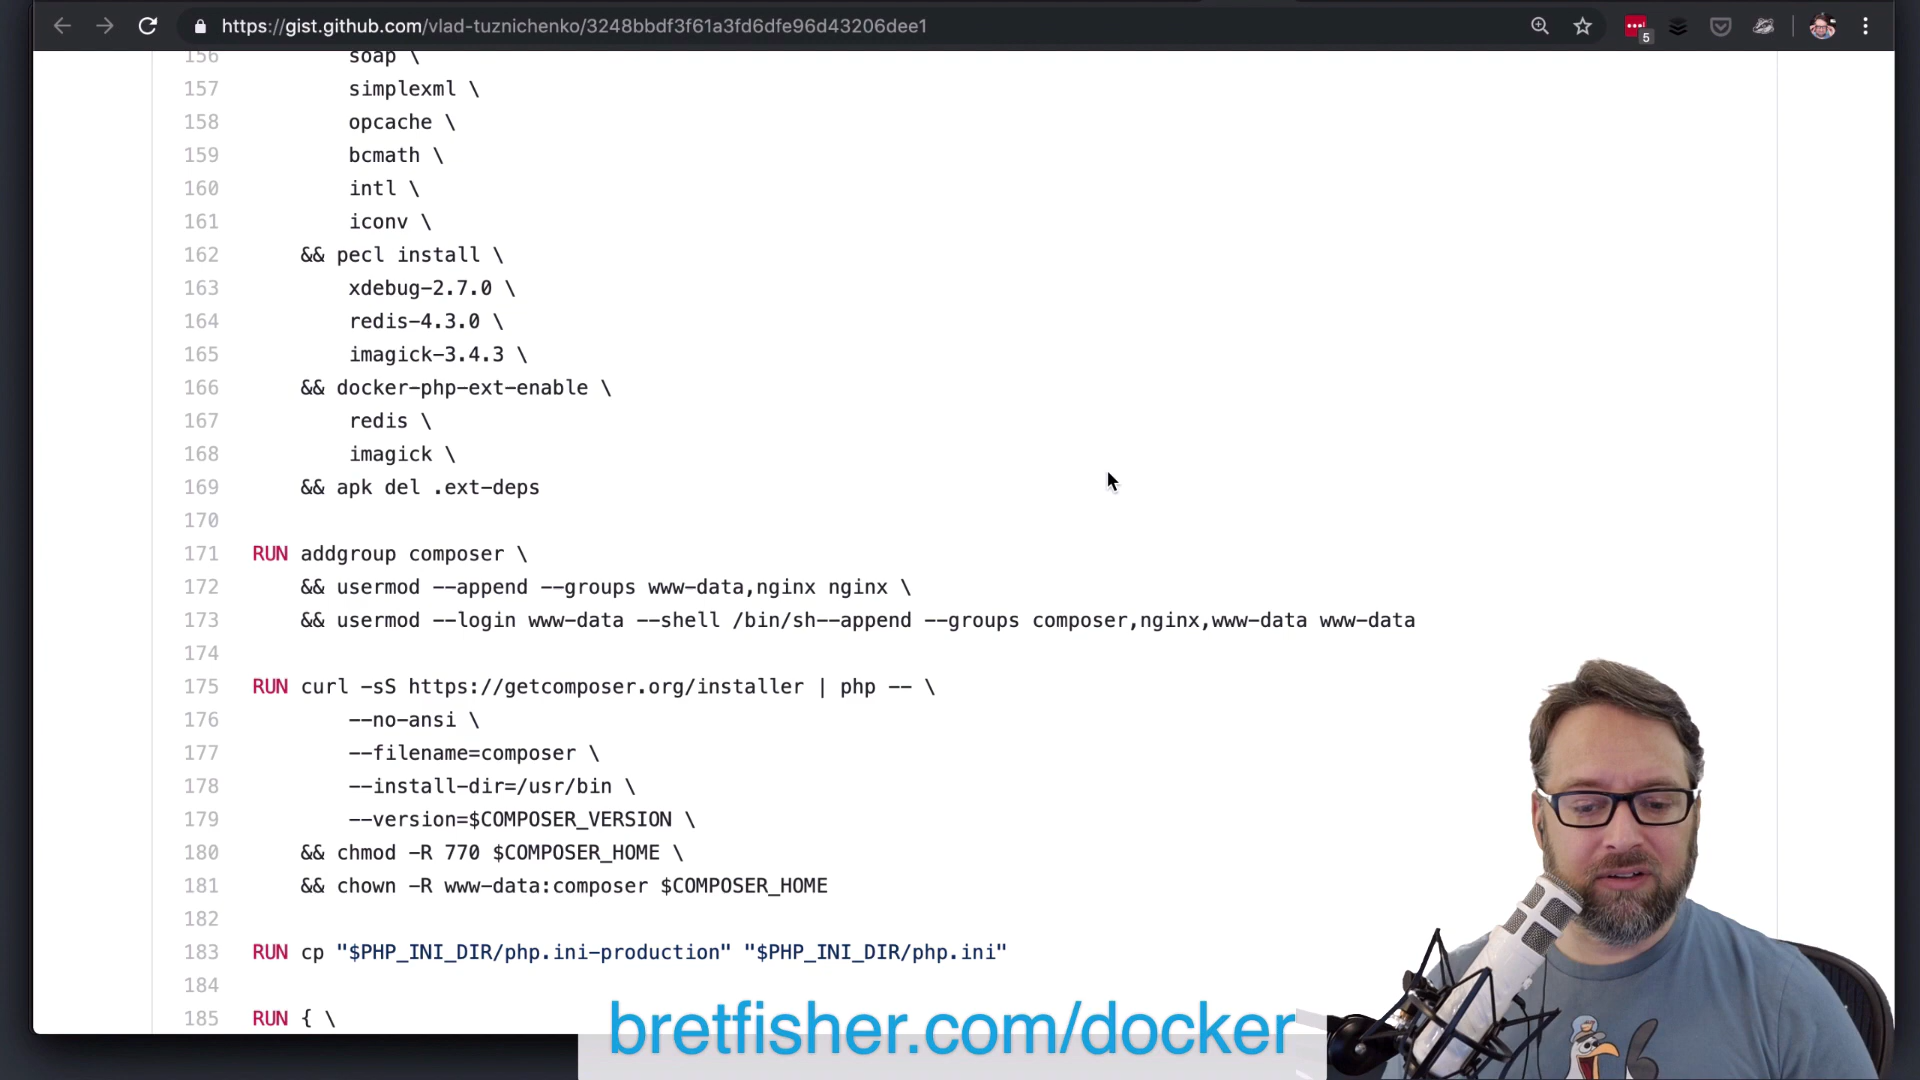 https://gist.github.com/vlad-tuznichenko/3248bbdf3f61a3fd6dfe96d43206dee1
5
156 soap \
157 simplexml \
158 opcache \
159 bcmath \
160 intl \
161 iconv \
162 && pecl install \
163 xdebug-2.7.0 \
164 redis-4.3.0 \
165 imagick-3.4.3 \
166 && docker-php-ext-enable \
167 redis \
168 imagick \
169 && apk del .ext-deps
170
171 RUN addgroup composer \
172 && usermod --append --groups www-data,nginx nginx \
173 && usermod --login www-data --shell /bin/sh--append --groups composer,nginx,www-data www-data
174
175 RUN curl -sS https://getcomposer.org/installer | php -- \
176 --no-ansi \
177 --filename=composer \
178 --install-dir=/usr/bin \
179 --version=$COMPOSER_VERSION \
180 && chmod -R 770 $COMPOSER_HOME \
181 && chown -R www-data:composer $COMPOSER_HOME
182
183 RUN cp "$PHP_INI_DIR/php.ini-production" "$PHP_INI_DIR/php.ini"
184
185 RUN { \
bretfisher.com/docker